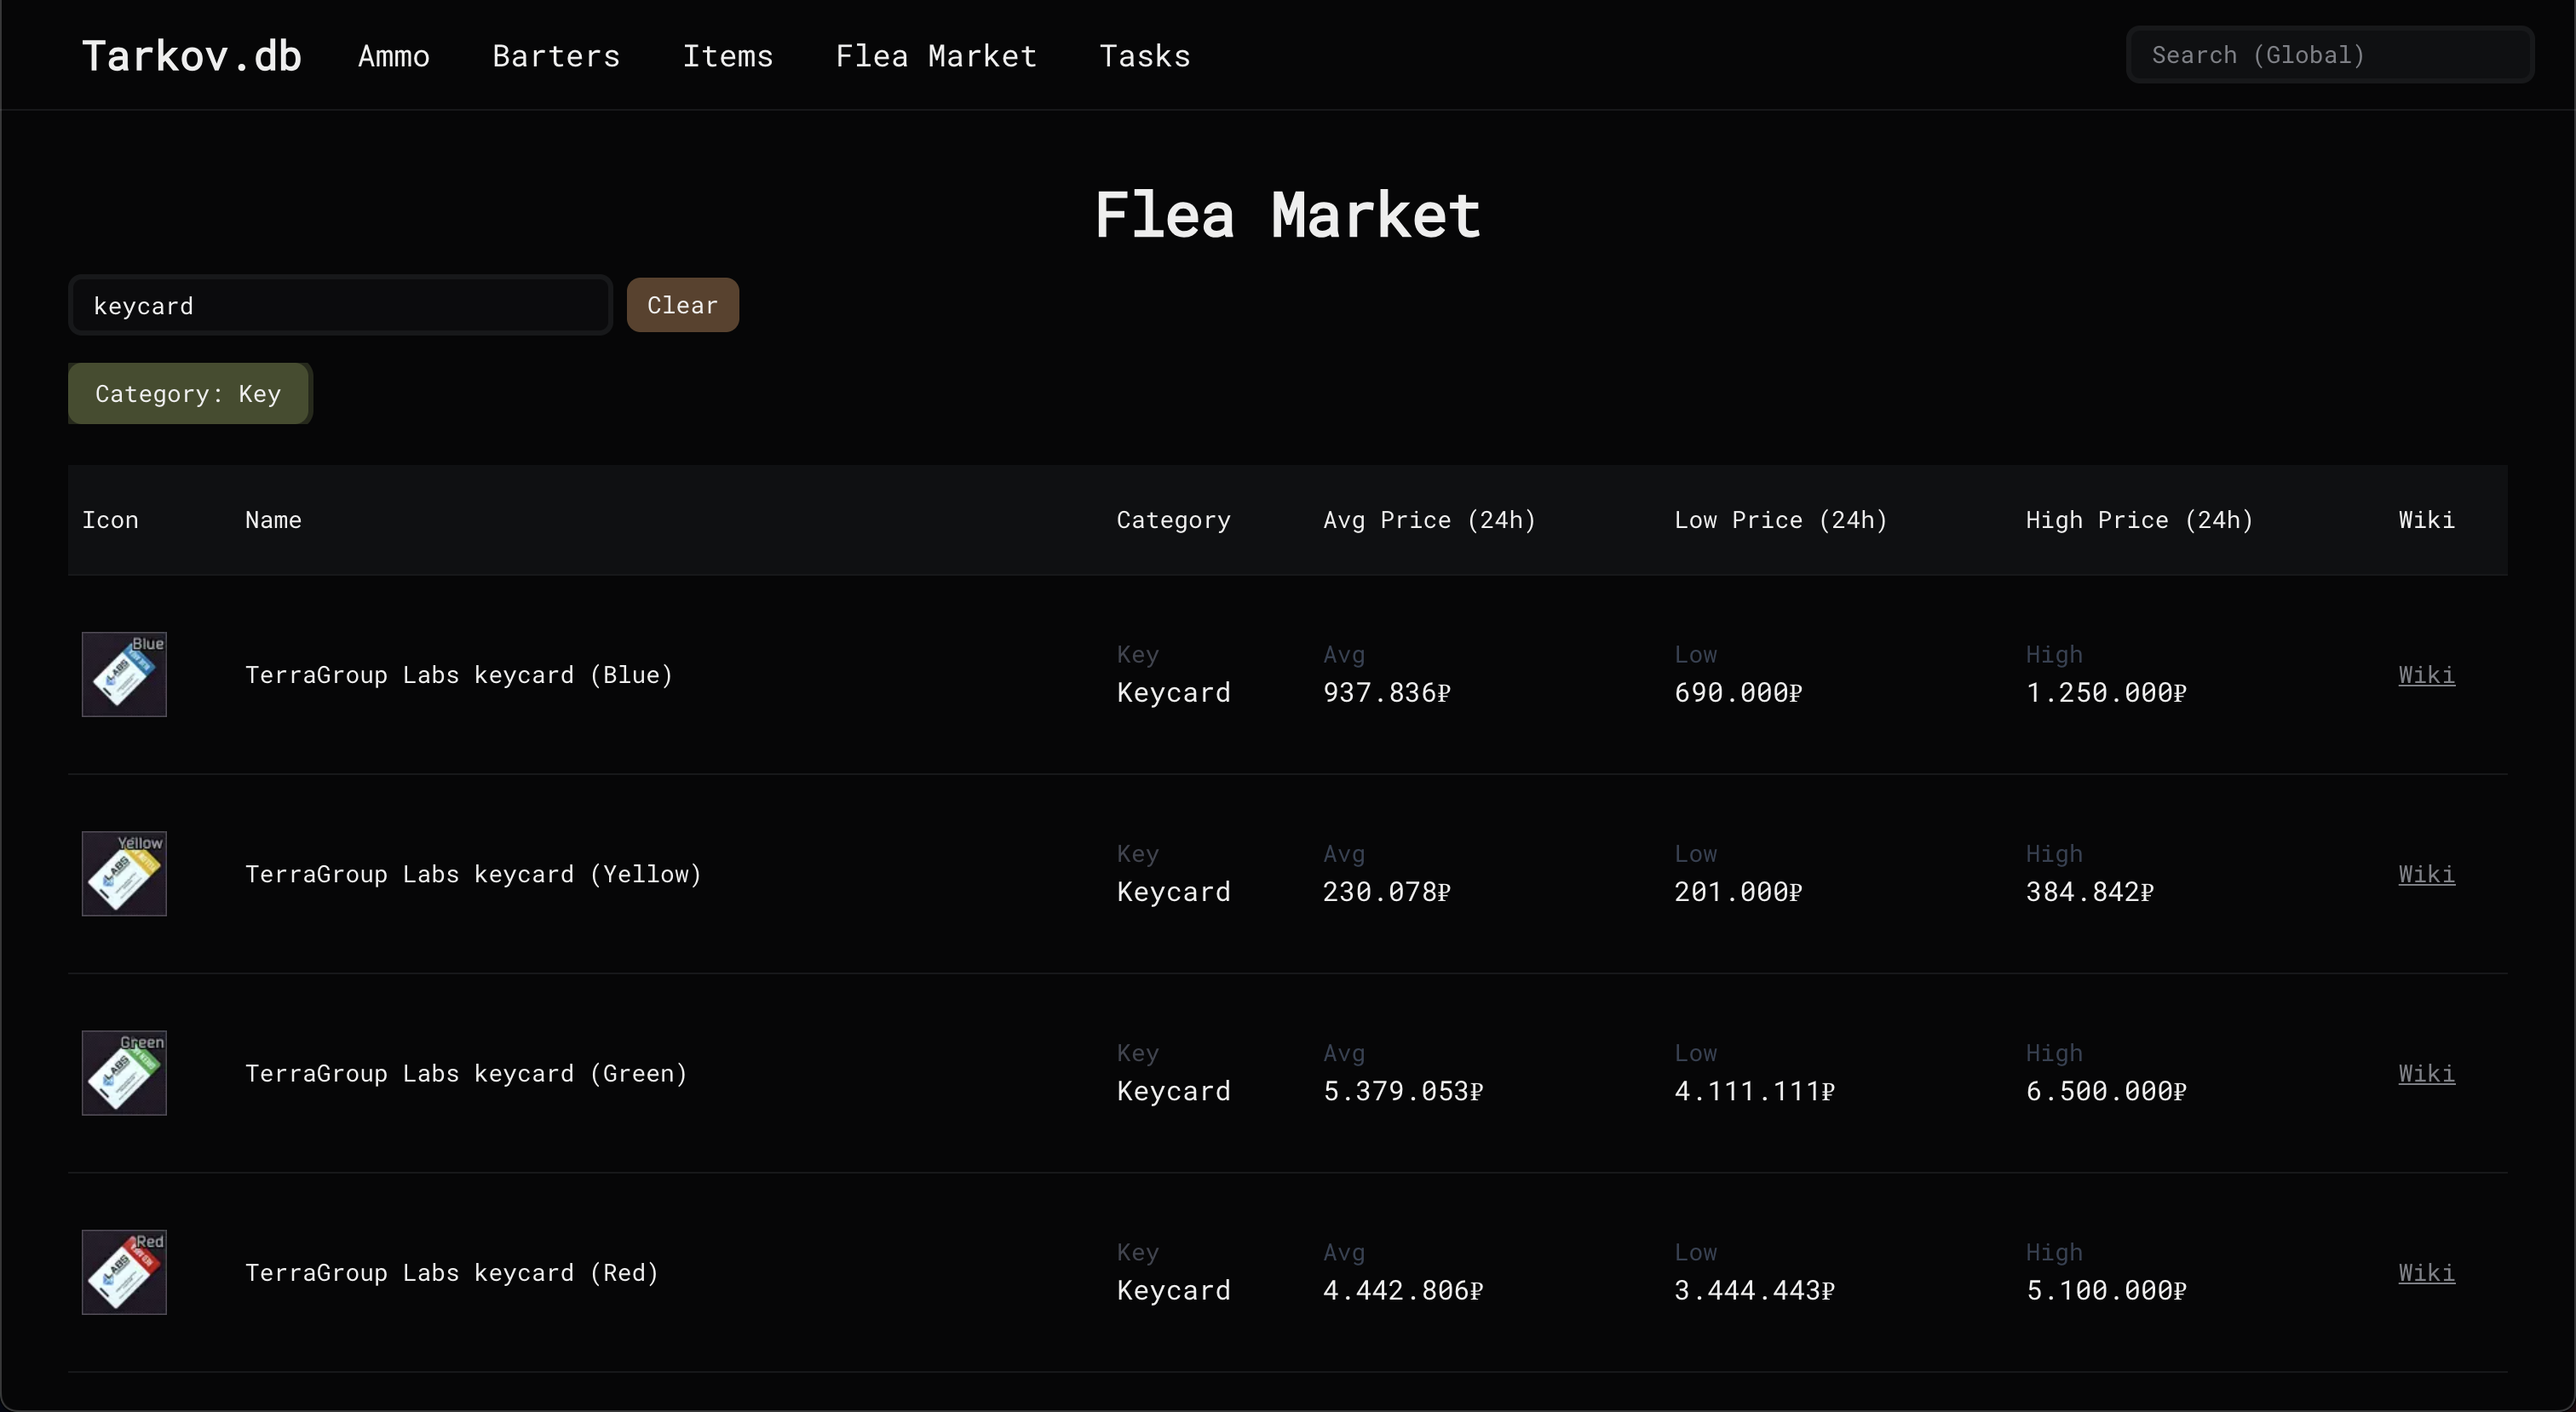 Tarkov.db Ammo Barters Items Flea Market Tasks Search (Global)
Flea Market
keycard Clear
Category: Key
Icon Name Category Avg Price (24h) Low Price (24h) High Price (24h) Wiki
Blue
LABS
TerraGroup Labs keycard (Blue)
Key Avg Low High
Keycard 937.836₽ 690.000₽ 1.250.000₽
Wiki
Yellow
LABS
TerraGroup Labs keycard (Yellow)
Key Avg Low High
Keycard 230.078₽ 201.000₽ 384.842₽
Wiki
Green
LABS
TerraGroup Labs keycard (Green)
Key Avg Low High
Keycard 5.379.053₽ 4.111.111₽ 6.500.000₽
Wiki
Red
LABS
TerraGroup Labs keycard (Red)
Key Avg Low High
Keycard 4.442.806₽ 3.444.443₽ 5.100.000₽
Wiki